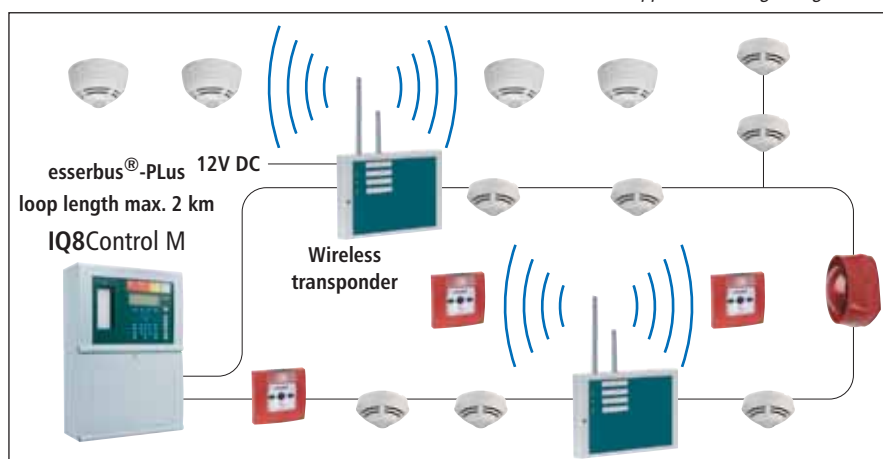 esserbus®-PLus 12V DC
loop length max. 2 km
IQ8Control M
Wireless
transponder